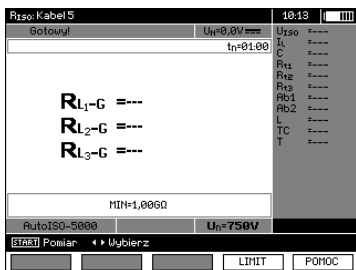 RISO: Kabel 5 10:13
Gotowy! UN=0,0V
tn=01:00
RL1-G =---
RL2-G =---
RL3-G =---
MIN=1,00GΩ
AutoISO-5000 Un=750V
UISO =---
IL =---
C =---
Rt1 =---
Rt2 =---
Rt3 =---
Ab1 =---
Ab2 =---
L =---
TC =---
T =---
START Pomiar Wybierz
LIMIT POMOC